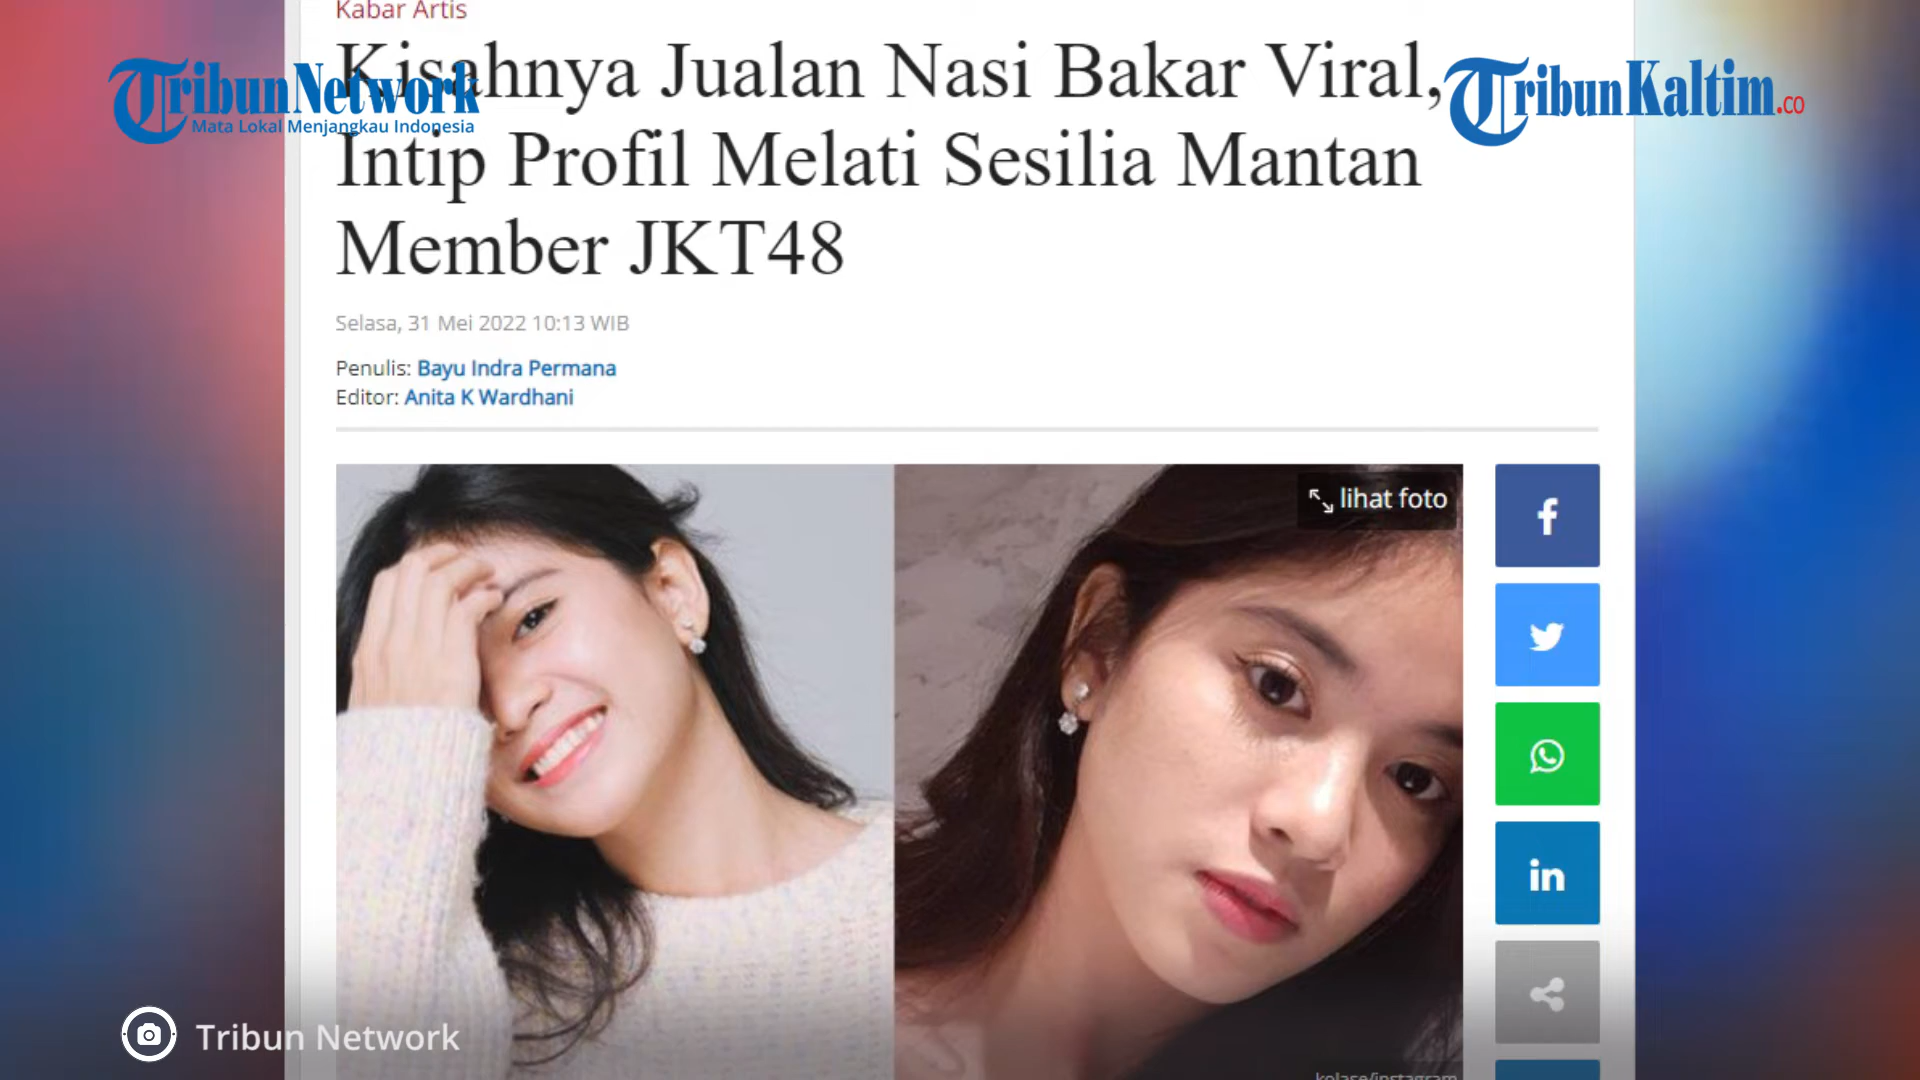 Kabar Artis
Kisahnya Jualan Nasi Bakar Viral,
Intip Profil Melati Sesilia Mantan
Member JKT48
TribunNetwork
Mata Lokal Menjangkau Indonesia
TribunKaltim.co
Selasa, 31 Mei 2022 10:13 WIB
Penulis: Bayu Indra Permana
Editor: Anita K Wardhani
lihat foto
f
in
Tribun Network
kolase/instagram